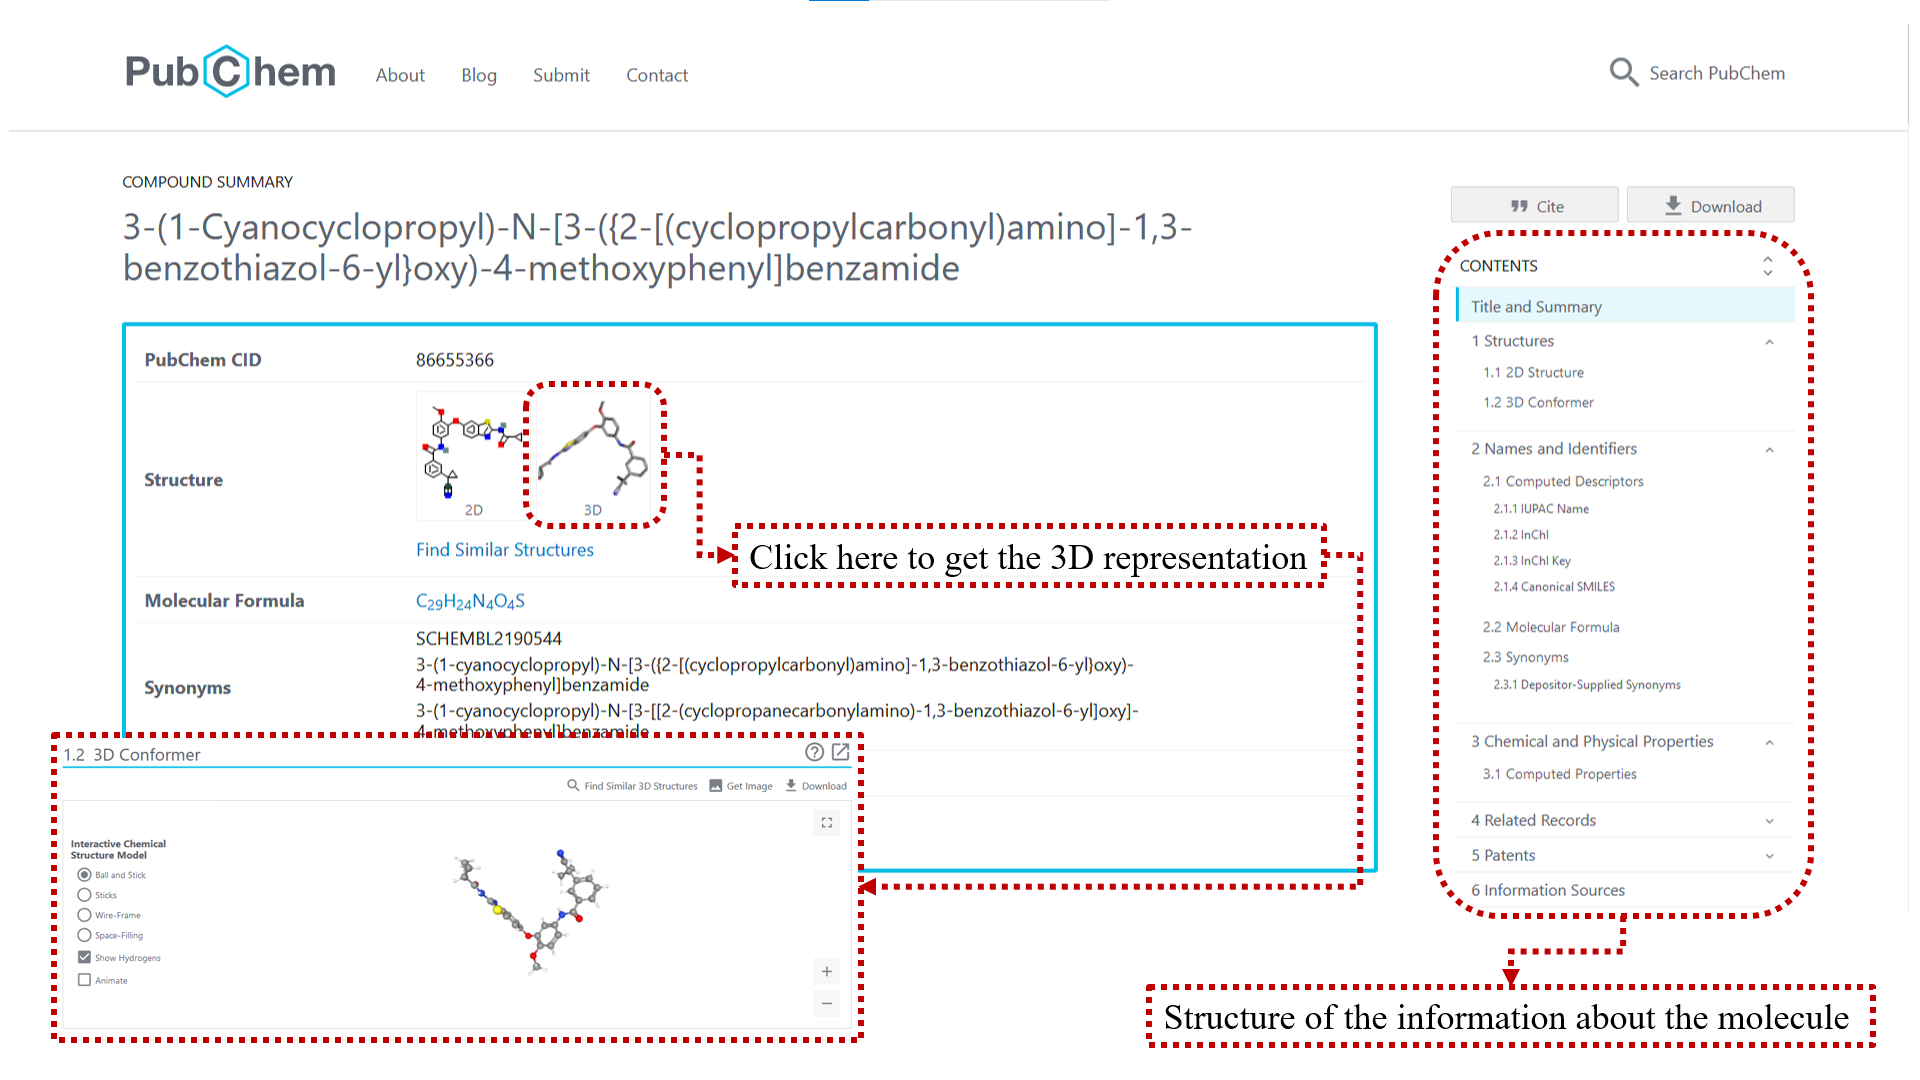 PubChem
About
Blog
Submit
Contact
Search PubChem
COMPOUND SUMMARY
3-(1-Cyanocyclopropyl)-N-[3-({2-[(cyclopropylcarbonyl)amino]-1,3-
benzothiazol-6-yl}oxy)-4-methoxyphenyl]benzamide
Cite
Download
PubChem CID
86655366
Structure
2D
3D
Find Similar Structures
Click here to get the 3D representation
Molecular Formula
C₂₉H₂₄N₄O₄S
Synonyms
SCHEMBL2190544
3-(1-cyanocyclopropyl)-N-[3-({2-[(cyclopropylcarbonyl)amino]-1,3-benzothiazol-6-yl}oxy)-
4-methoxyphenyl]benzamide
3-(1-cyanocyclopropyl)-N-[3-[[2-(cyclopropanecarbonylamino)-1,3-benzothiazol-6-yl]oxy]-
4-methoxyphenyl]benzamide
1.2 3D Conformer
Find Similar 3D Structures
Get Image
Download
Interactive Chemical
Structure Model
Ball and Stick
Sticks
Wire-Frame
Space-Filling
Show Hydrogens
Animate
CONTENTS
Title and Summary
1 Structures
1.1 2D Structure
1.2 3D Conformer
2 Names and Identifiers
2.1 Computed Descriptors
2.1.1 IUPAC Name
2.1.2 InChI
2.1.3 InChI Key
2.1.4 Canonical SMILES
2.2 Molecular Formula
2.3 Synonyms
2.3.1 Depositor-Supplied Synonyms
3 Chemical and Physical Properties
3.1 Computed Properties
4 Related Records
5 Patents
6 Information Sources
Structure of the information about the molecule